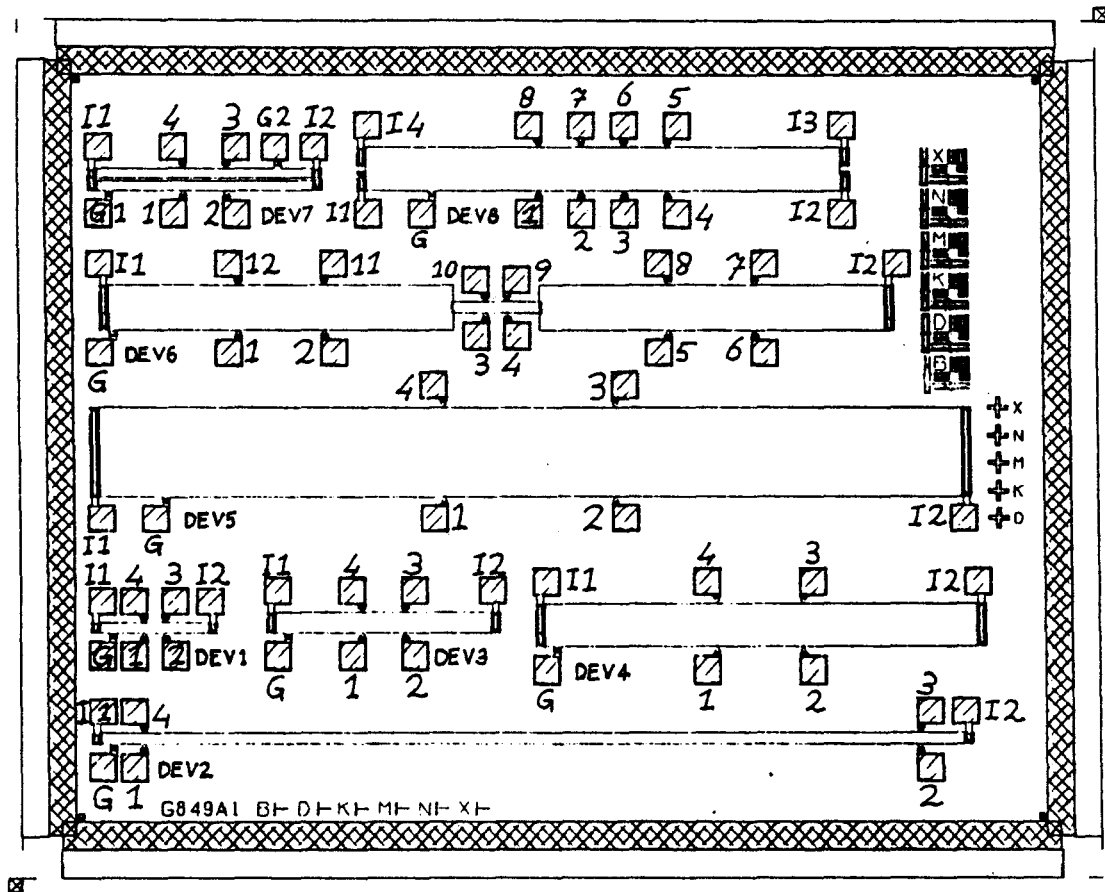 I1 4 3 G2 I2 I4 8 7 6 5 I3
G1 1 2 DEV7 I1 G DEV8 1 2 3 4 I2
X
N
M
K
D
B
I1 12 11 10 9 8 7 I2
G DEV6 1 2 3 4 5 6
4 3
X
N
M
K
D
I1 G DEV5 1 2 I2
I1 4 3 I2 I1 4 3 I2 I1 4 3 I2
G 1 2 DEV1 G 1 2 DEV3 G DEV4 1 2
I1 4 3 I2
G 1 DEV2 2
G849A1 B D K M N X